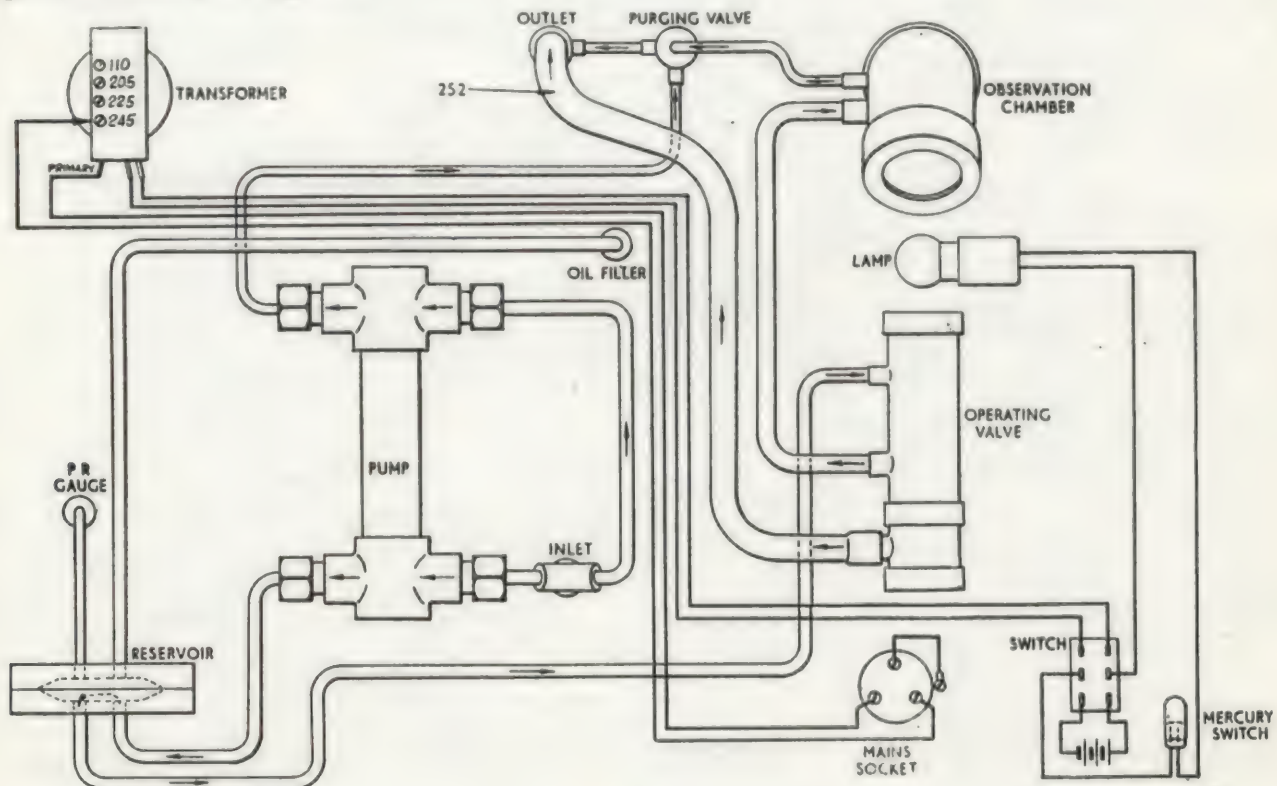 OUTLET
PURGING VALVE
110
205
225
245
TRANSFORMER
252
OBSERVATION
CHAMBER
PRIMARY
OIL FILLER
LAMP
OPERATING
VALVE
P R
GAUGE
PUMP
INLET
RESERVOIR
SWITCH
MERCURY
SWITCH
MAINS
SOCKET